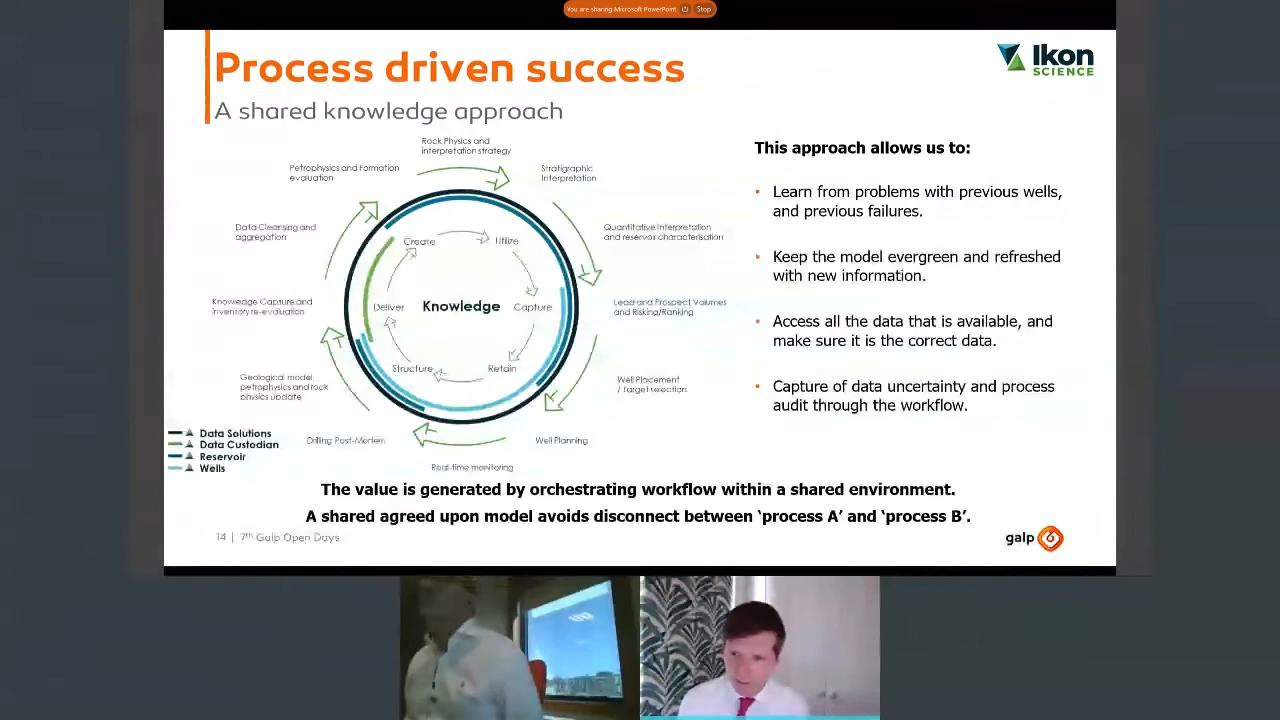 You are sharing Microsoft PowerPoint
Stop
Process driven success
A shared knowledge approach
Ikon
SCIENCE
Rock Physics and
interpretation strategy
Petrophysics and Formation
evaluation
Stratigraphic
Interpretation
Data Cleansing and
aggregation
Quantitative Interpretation
and reservoir characterisation
Create
Utilize
Knowledge Capture and
inventory re-evaluation
Deliver
Knowledge
Capture
Lead and Prospect Volumes
and Risking/Ranking
Structure
Retain
Geological model
petrophysics and rock
physics update
Well Placement
/ target selection
Drilling Post-Mortem
Well Planning
Real-time monitoring
Data Solutions
Data Custodian
Reservoir
Wells
This approach allows us to:
• Learn from problems with previous wells,
and previous failures.
• Keep the model evergreen and refreshed
with new information.
• Access all the data that is available, and
make sure it is the correct data.
• Capture of data uncertainty and process
audit through the workflow.
The value is generated by orchestrating workflow within a shared environment.
A shared agreed upon model avoids disconnect between ‘process A’ and ‘process B’.
14 | 7th Galp Open Days
galp